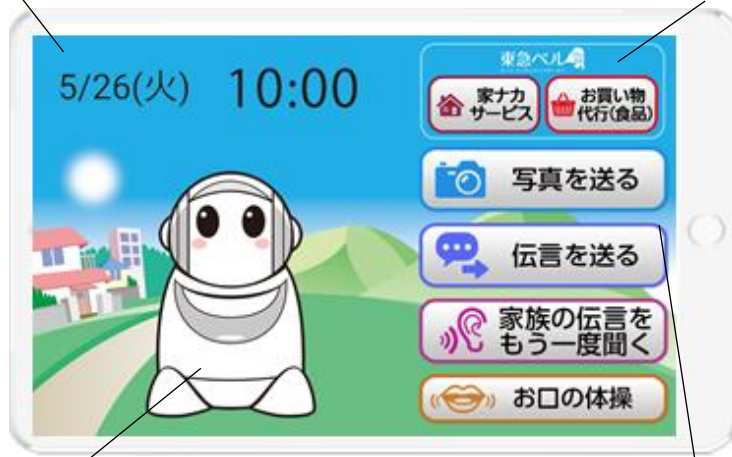 5/26(火) 10:00
東急ベル
家ナカ
サービス
お買い物
代行(食品)
写真を送る
伝言を送る
家族の伝言を
もう一度聞く
お口の体操